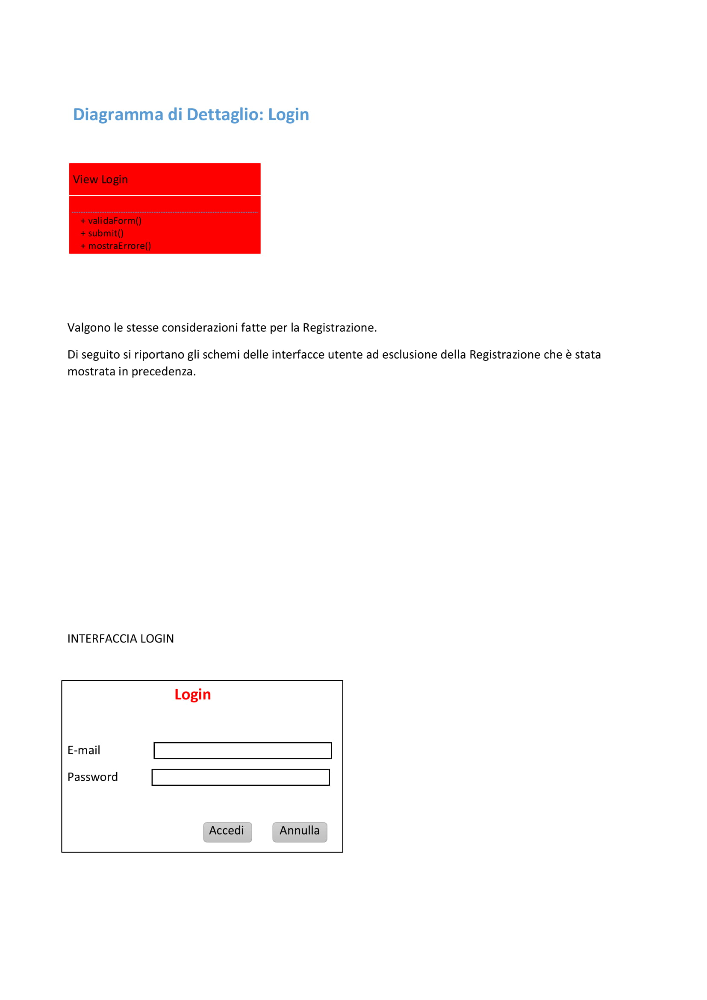 Diagramma di Dettaglio: Login
View Login
+ validaForm()
+ submit()
+ mostraErrore()
Valgono le stesse considerazioni fatte per la Registrazione.
Di seguito si riportano gli schemi delle interfacce utente ad esclusione della Registrazione che è stata
mostrata in precedenza.
INTERFACCIA LOGIN
Login
E-mail
Password
Accedi Annulla